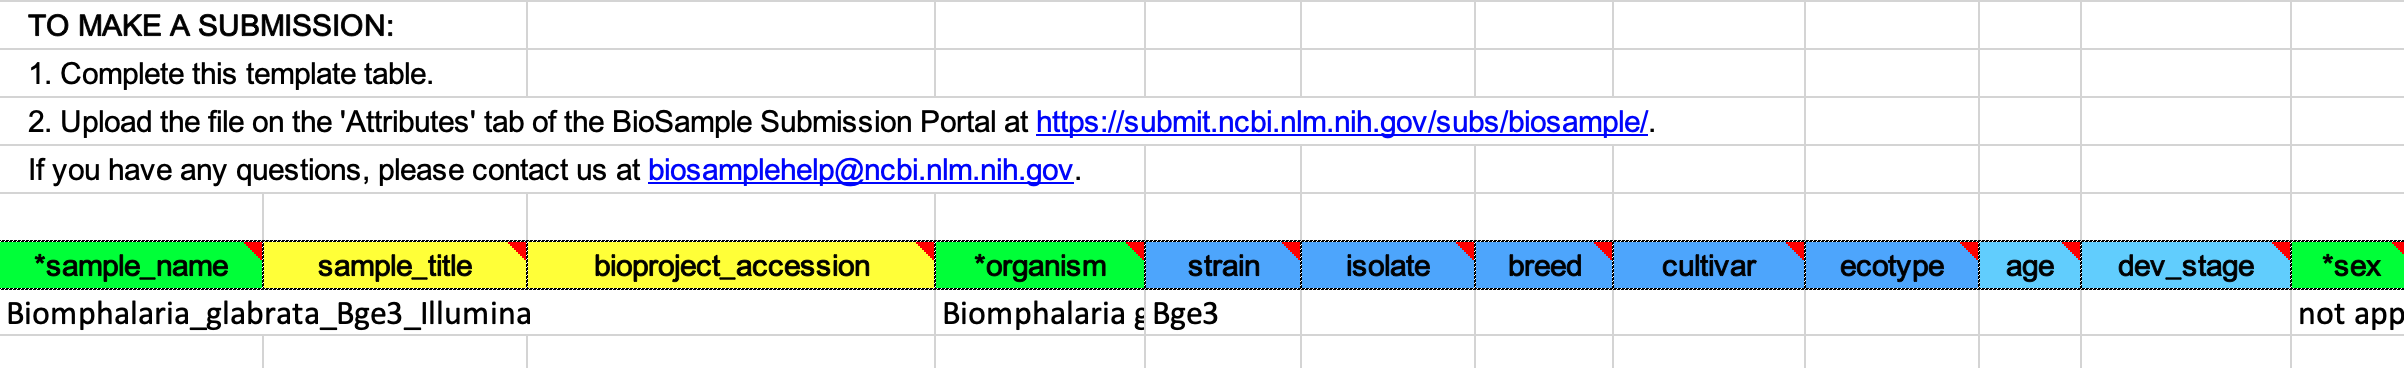 TO MAKE A SUBMISSION:
1. Complete this template table.
2. Upload the file on the 'Attributes' tab of the BioSample Submission Portal at https://submit.ncbi.nlm.nih.gov/subs/biosample/.
If you have any questions, please contact us at biosamplehelp@ncbi.nlm.nih.gov.
*sample_name sample_title bioproject_accession *organism strain isolate breed cultivar ecotype age dev_stage *sex
Biomphalaria_glabrata_Bge3_Illumina Biomphalaria g Bge3 not app